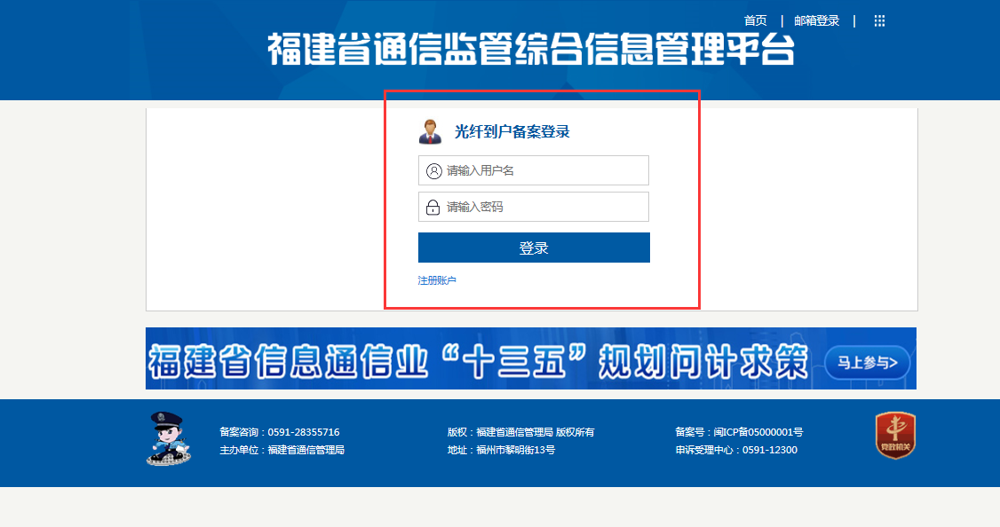 首页 | 邮箱登录 |
福建省通信监管综合信息管理平台
光纤到户备案登录
请输入用户名
请输入密码
登录
注册账户
福建省信息通信业“十三五”规划问计求策 马上参与>
备案咨询：0591-28355716 版权：福建省通信管理局 版权所有 备案号：闽ICP备05000001号
主办单位：福建省通信管理局 地址：福州市黎明街13号 申诉受理中心：0591-12300
党政机关